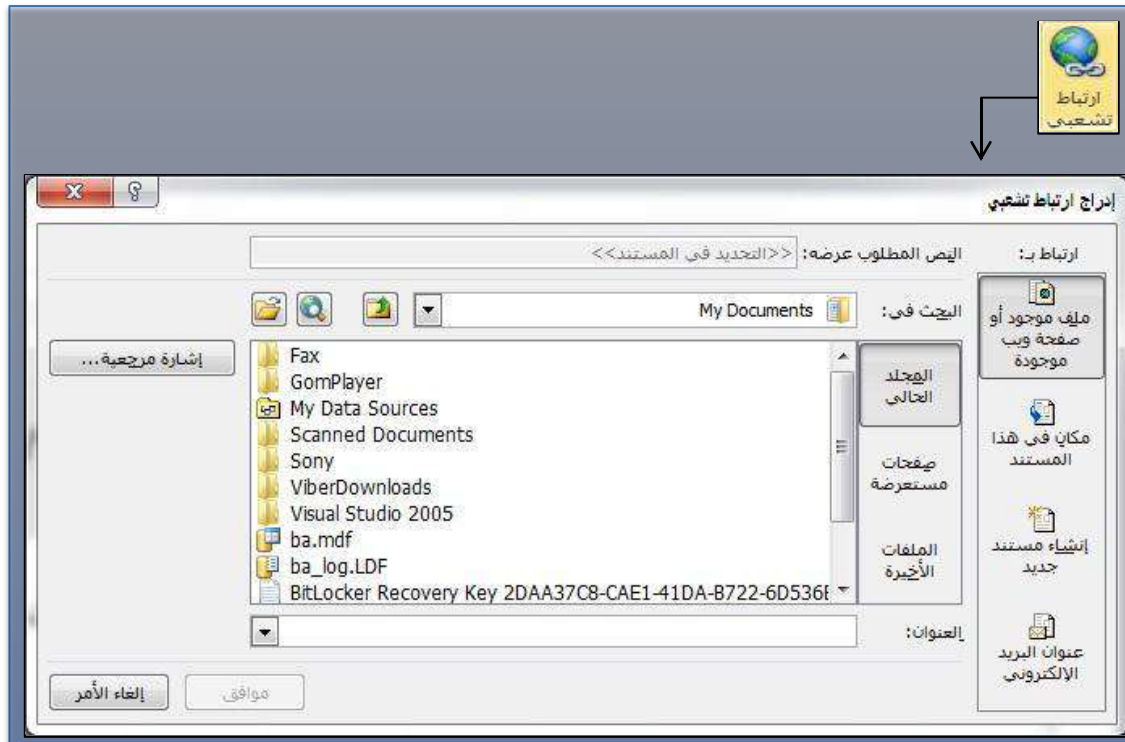 ارتباط
تشعبي
إدراج ارتباط تشعبي
ارتباط بـ:
النص المطلوب عرضه: <<التحديد في المستند>>
ملف موجود أو
صفحة ويب
موجودة
مكان في هذا
المستند
إنشاء مستند
جديد
عنوان البريد
الإلكتروني
البحث في: My Documents
المجلد
الحالي
صفحات
مستعرضة
الملفات
الأخيرة
Fax
GomPlayer
My Data Sources
Scanned Documents
Sony
ViberDownloads
Visual Studio 2005
ba.mdf
ba_log.LDF
BitLocker Recovery Key 2DAA37C8-CAE1-41DA-B722-6D536
إشارة مرجعية...
العنوان:
موافق
إلغاء الأمر